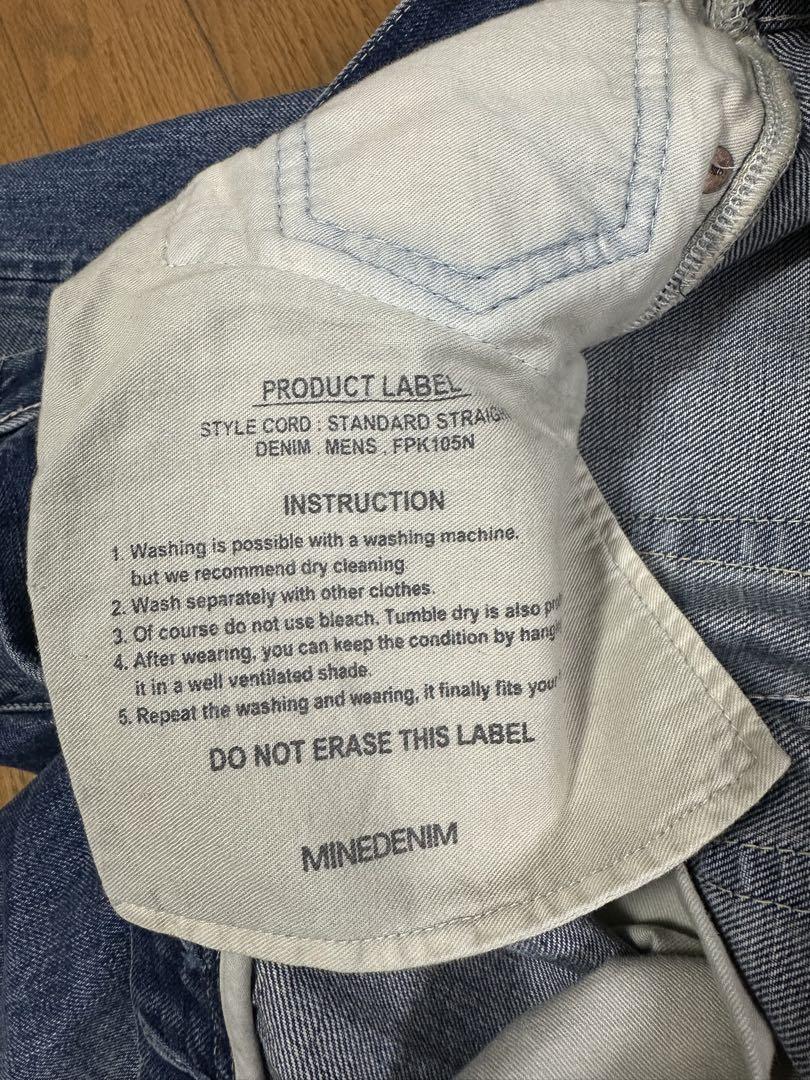 PRODUCT LABEL
STYLE CORD : STANDARD
DENIM . MENS . FPK105N
INSTRUCTION
1. Washing is possible with a washing machine.
but we recommend dry cleaning
2. Wash separately with other clothes.
3. Of course do not use bleach. Tumble dry is also
4. After wearing, you can keep the condition by
it in a well ventilated shade.
5. Repeat the washing and wearing, it finally fits your
DO NOT ERASE THIS LABEL
MINEDENIM